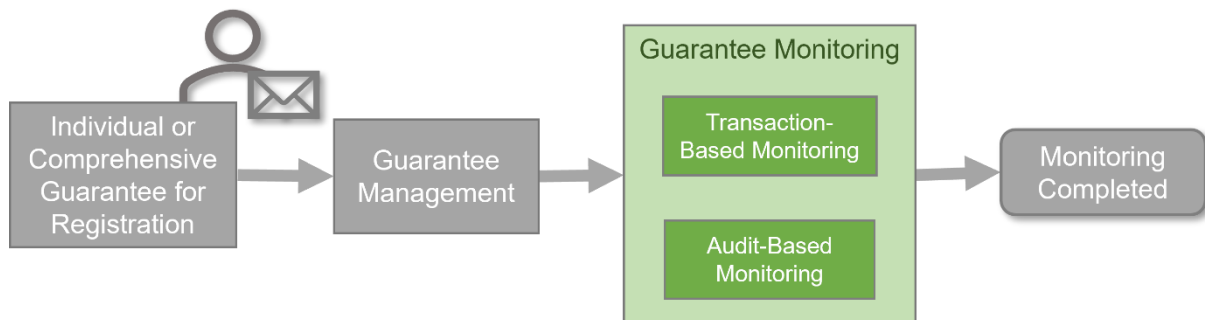 Individual or
Comprehensive
Guarantee for
Registration
Guarantee
Management
Guarantee Monitoring
Transaction-
Based Monitoring
Audit-Based
Monitoring
Monitoring
Completed